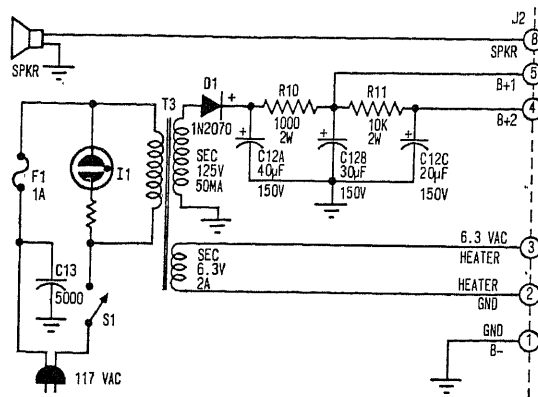 J2
8
SPKR
SPKR
5
B+1
D1
R10
R11
4
B+2
T3
1N2070
1000
2W
10K
2W
SEC
125V
50MA
C12A
40µF
150V
C12B
30µF
150V
C12C
20µF
150V
F1
1A
I1
6.3 VAC
3
HEATER
SEC
6.3V
2A
HEATER
2
GND
C13
5000
S1
GND
1
B-
117 VAC